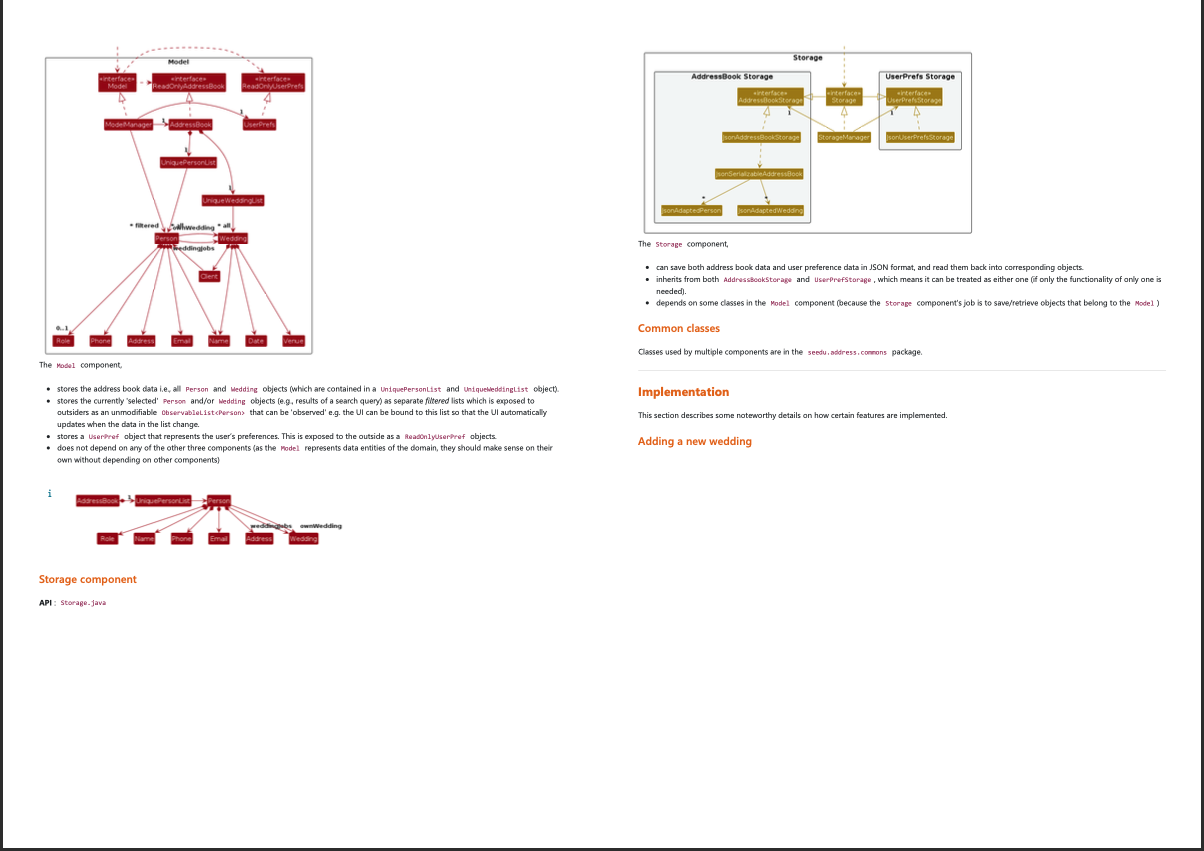 Model
«interface» Model
«interface» ReadOnlyAddressBook
«interface» ReadOnlyUserPrefs
1
ModelManager
1
AddressBook
UserPrefs
1
UniquePersonList
1
UniqueWeddingList
* filtered
ownWedding
* all
Person
Wedding
weddingJobs
Client
0..1
Role
Phone
Address
Email
Name
Date
Venue
The Model component,
• stores the address book data i.e., all Person and Wedding objects (which are contained in a UniquePersonList and UniqueWeddingList object).
• stores the currently 'selected' Person and/or Wedding objects (e.g., results of a search query) as separate filtered lists which is exposed to
outsiders as an unmodifiable ObservableList<Person> that can be 'observed' e.g. the UI can be bound to this list so that the UI automatically
updates when the data in the list change.
• stores a UserPref object that represents the user's preferences. This is exposed to the outside as a ReadOnlyUserPref objects.
• does not depend on any of the other three components (as the Model represents data entities of the domain, they should make sense on their
own without depending on other components)
i
AddressBook
1
UniquePersonList
Person
weddingJobs
ownWedding
Role
Name
Phone
Email
Address
Wedding
Storage component
API : Storage.java
Storage
AddressBook Storage
UserPrefs Storage
«interface» AddressBookStorage
«interface» Storage
«interface» UserPrefsStorage
1
1
JsonAddressBookStorage
StorageManager
JsonUserPrefsStorage
JsonSerializableAddressBook
*
*
JsonAdaptedPerson
JsonAdaptedWedding
The Storage component,
• can save both address book data and user preference data in JSON format, and read them back into corresponding objects.
• inherits from both AddressBookStorage and UserPrefStorage , which means it can be treated as either one (if only the functionality of only one is
needed).
• depends on some classes in the Model component (because the Storage component's job is to save/retrieve objects that belong to the Model )
Common classes
Classes used by multiple components are in the seedu.address.commons package.
Implementation
This section describes some noteworthy details on how certain features are implemented.
Adding a new wedding